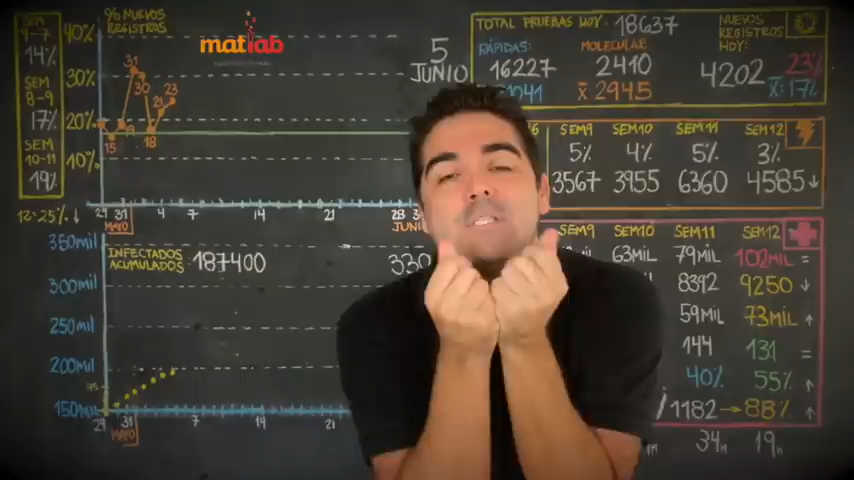 SEM 4-7
14%
SEM 8-9
17%
SEM 10-11
19%
12-25% ↓
% NUEVOS REGISTROS
40%
30%
20%
10%
31
30
23
21
18
15
29 31 4 7 14 21 28
MAYO
JUNI
matlab
5 JUNIO
TOTAL PRUEBAS HOY: 18637
RÁPIDAS: MOLECULAR
16227 2410
1041 x̄ 2945
NUEVOS REGISTROS HOY:
4202 23%
x̄: 17%
SEM9 SEM10 SEM11 SEM12
5% 4% 5% 3%
3567 3955 6360 4585↓
SEM9 SEM10 SEM11 SEM12
63MIL 79MIL 102MIL =
8392 9250 ↓
59MIL 73MIL ↑
144 131 =
40% 55% ↑
1182 → 88% ↑
34 19
350mil
300mil
250mil
200mil
150mil
INFECTADOS ACUMULADOS 187400
330
29 31 7 14 21
MAYO